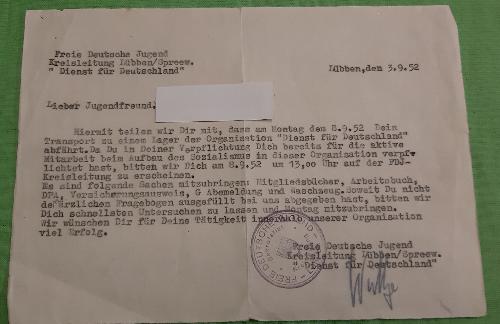 Freie Deutsche Jugend
Kreisleitung Lübben/Spreew.
" Dienst für Deutschland"
Lübben,den 3.9.52
Lieber Jugendfreund,
Hiermit teilen wir Dir mit, dass am Montag dem 8.9.52 Dein
Transport zu einem Lager der Organisation "Dienst für Deutschland"
abfährt.Da Du in Deiner Verpflichtung Dich bereits für die aktive
Mitarbeit beim Aufbau des Sozialismus in dieser Organisation verpf-
lichtet hast, bitten wir Dich am 8.9.52 um 13,00 Uhr auf der FDJ-
Kreisleitung zu erscheinen.
Es sind folgende Sachen mitzubringen: Mitgliedsbücher, Arbeitsbuch,
DPA, Versicherungsausweis, G Abmeldung und Waschzeug.Soweit Du nicht
den ärzlichen Fragebogen ausgefüllt bei uns abgegeben hast, bitten wir
Dich schnellstens Untersuchen zu lassen und Montag mitzubringen.
Wir wünschen Dir für Deine Tätigkeit innerhalb unserer Organisation
viel Erfolg.
Freie Deutsche Jugend
Kreisleitung Lübben/Spreew.
"Dienst für Deutschland"